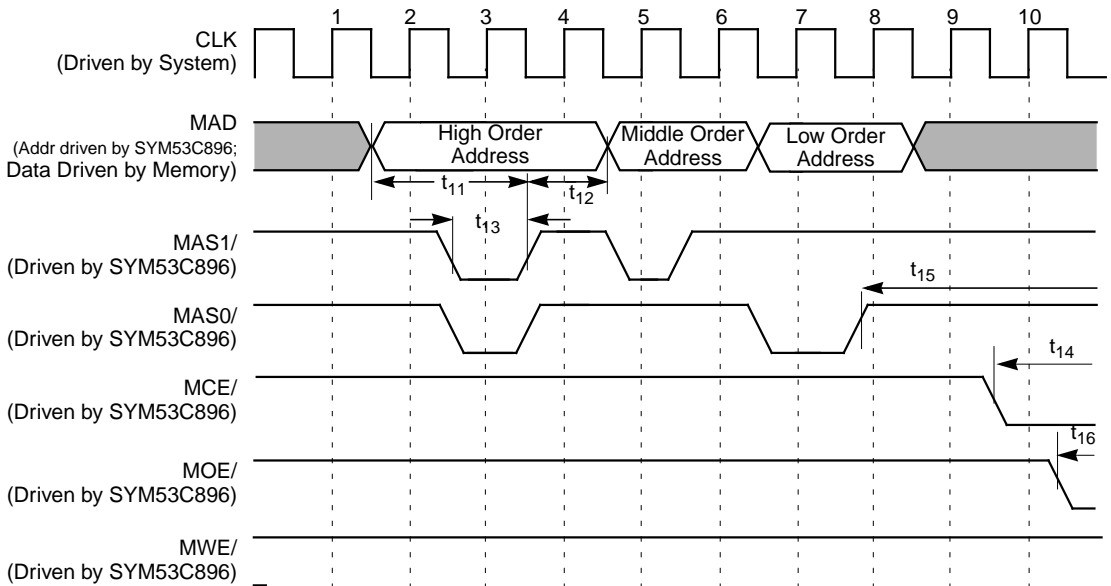 1 2 3 4 5 6 7 8 9 10
CLK
(Driven by System)
MAD
(Addr driven by SYM53C896;
Data Driven by Memory)
High Order
Address
Middle Order
Address
Low Order
Address
t11
t12
t13
MAS1/
(Driven by SYM53C896)
t15
MAS0/
(Driven by SYM53C896)
t14
MCE/
(Driven by SYM53C896)
t16
MOE/
(Driven by SYM53C896)
MWE/
(Driven by SYM53C896)